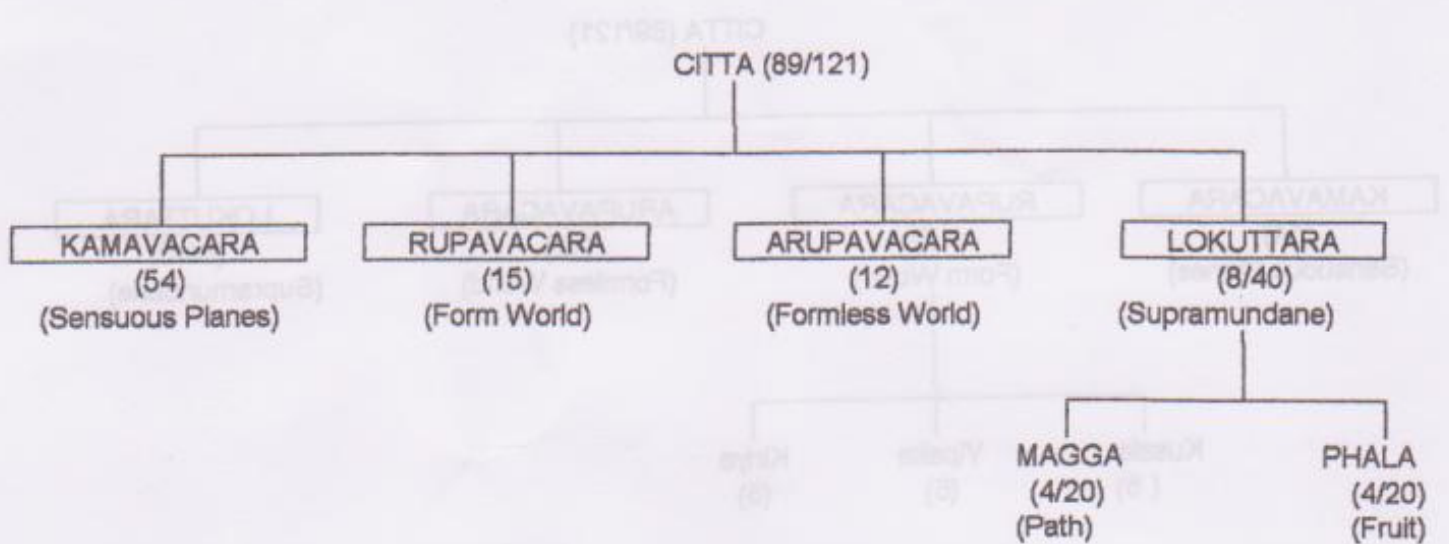 CITTA (89/121)
KAMAVACARA
(54)
(Sensuous Planes)
RUPAVACARA
(15)
(Form World)
ARUPAVACARA
(12)
(Formless World)
LOKUTTARA
(8/40)
(Supramundane)
MAGGA
(4/20)
(Path)
PHALA
(4/20)
(Fruit)